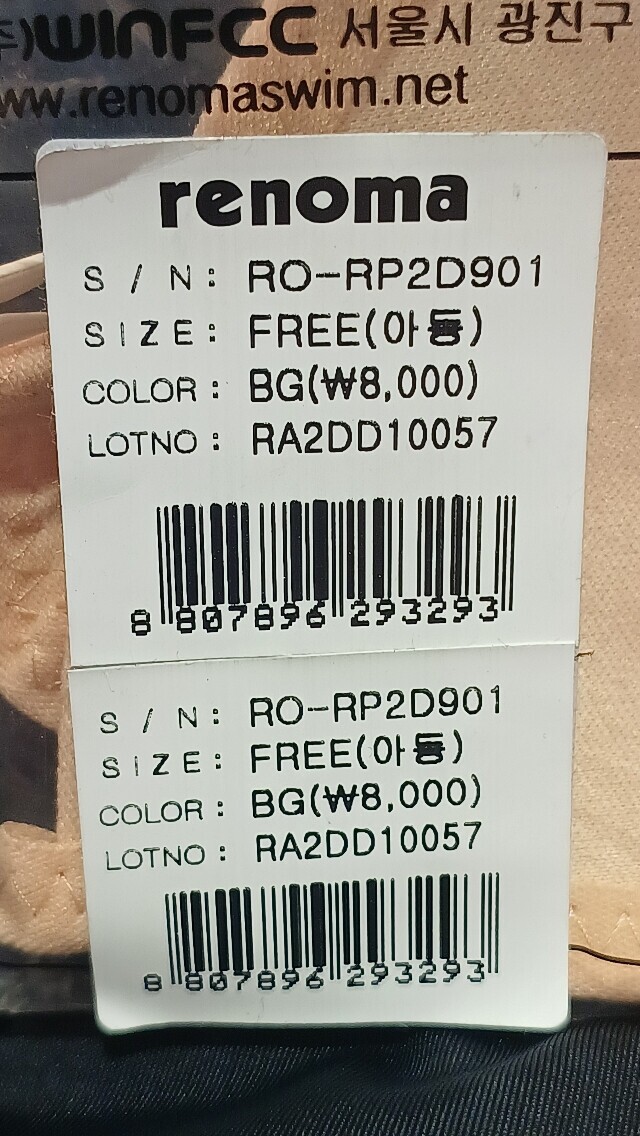 주)WINFCC 서울시 광진구
ww.renomaswim.net
renoma
S / N : RO-RP2D901
SIZE : FREE(아동)
COLOR : BG(₩8,000)
LOTNO : RA2DD10057
8 807896 293293
S / N : RO-RP2D901
SIZE : FREE(아동)
COLOR : BG(₩8,000)
LOTNO : RA2DD10057
8 807896 293293